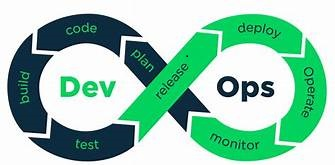 code
deploy
plan
Dev
release
Ops
build
Operate
test
monitor